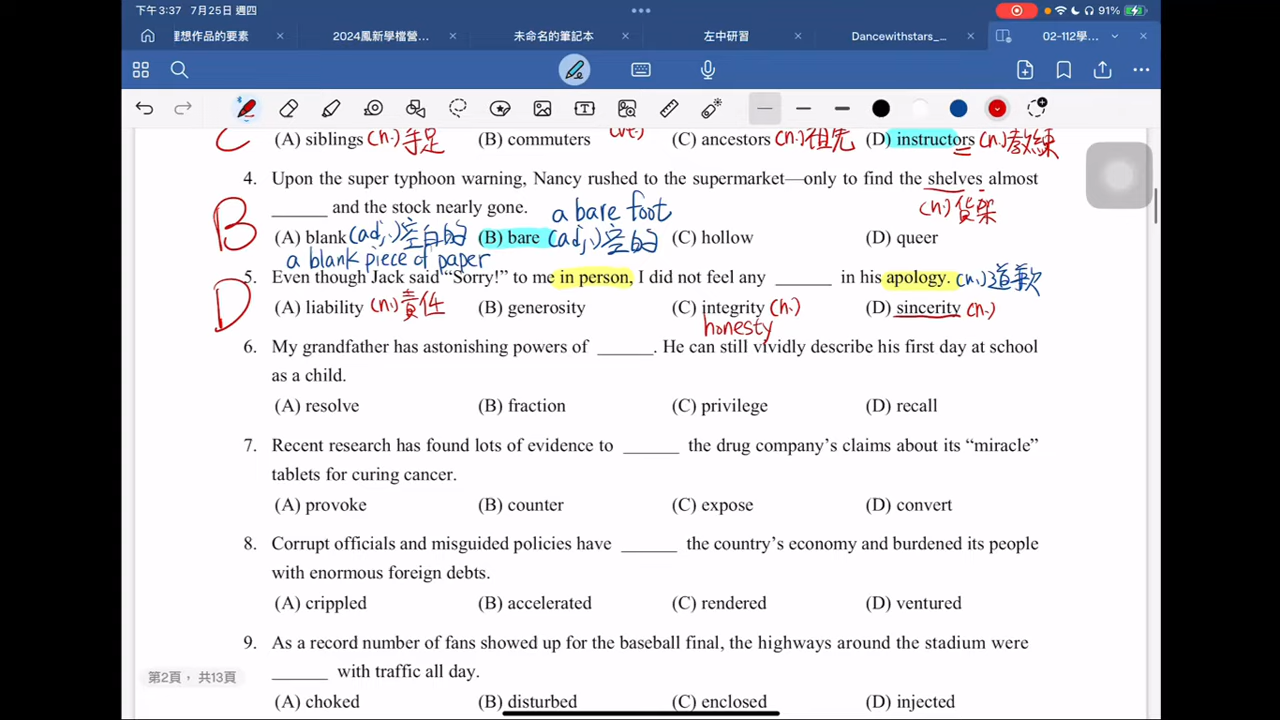 下午3:37 7月25日 週四
91%
理想作品的要素
2024鳳新學檔營...
未命名的筆記本
左中研習
Dancewithstars_...
02-112學...
C (A) siblings (n.)手足 (B) commuters (C) ancestors (n.)祖先 (D) instructors (n.)教練
4. Upon the super typhoon warning, Nancy rushed to the supermarket—only to find the shelves almost
(n.)貨架
_____ and the stock nearly gone.
a bare foot
B
(A) blank (adj.)空白的 (B) bare (adj.)空的 (C) hollow (D) queer
a blank piece of paper
5. Even though Jack said “Sorry!” to me in person, I did not feel any _____ in his apology. (n.)道歉
D
(A) liability (n.)責任 (B) generosity (C) integrity (n.) (D) sincerity (n.)
honesty
6. My grandfather has astonishing powers of _____. He can still vividly describe his first day at school
as a child.
(A) resolve (B) fraction (C) privilege (D) recall
7. Recent research has found lots of evidence to _____ the drug company’s claims about its “miracle”
tablets for curing cancer.
(A) provoke (B) counter (C) expose (D) convert
8. Corrupt officials and misguided policies have _____ the country’s economy and burdened its people
with enormous foreign debts.
(A) crippled (B) accelerated (C) rendered (D) ventured
9. As a record number of fans showed up for the baseball final, the highways around the stadium were
_____ with traffic all day.
第2頁，共13頁
(A) choked (B) disturbed (C) enclosed (D) injected